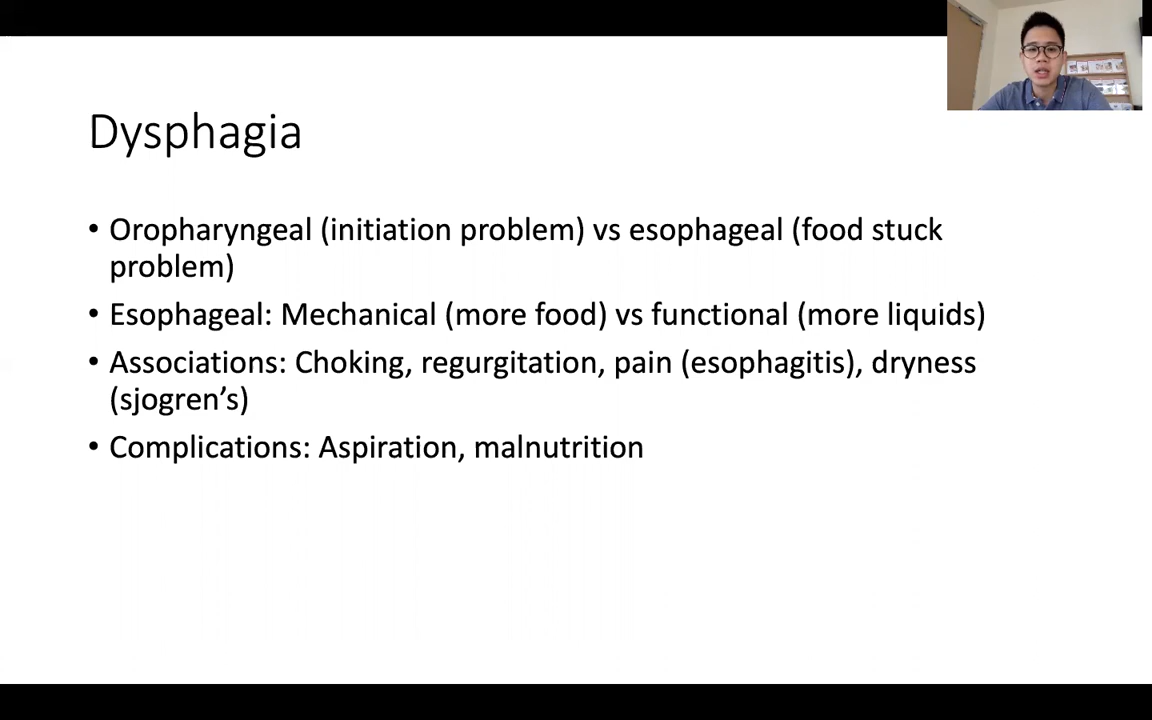 Dysphagia
• Oropharyngeal (initiation problem) vs esophageal (food stuck
problem)
• Esophageal: Mechanical (more food) vs functional (more liquids)
• Associations: Choking, regurgitation, pain (esophagitis), dryness
(sjogren’s)
• Complications: Aspiration, malnutrition